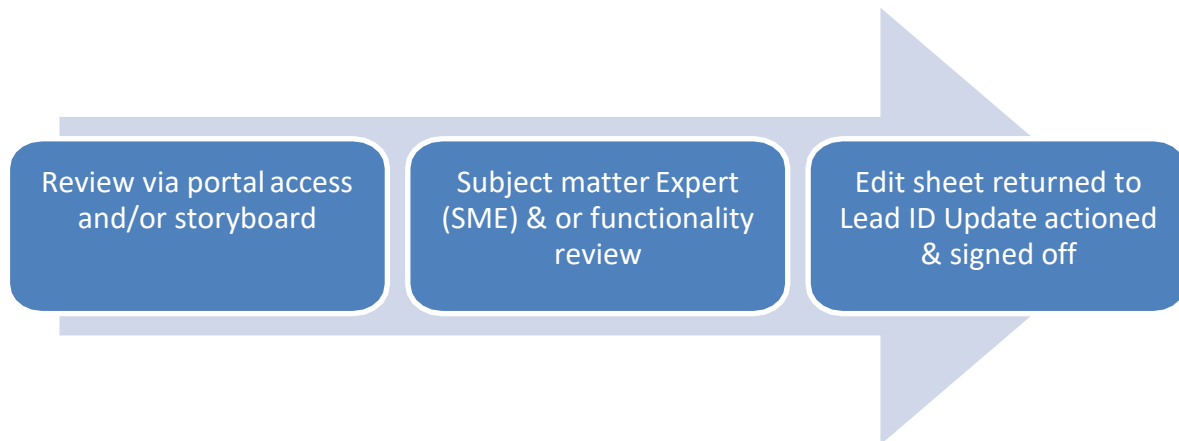 Review via portal access
and/or storyboard
Subject matter Expert
(SME) & or functionality
review
Edit sheet returned to
Lead ID Update actioned
& signed off